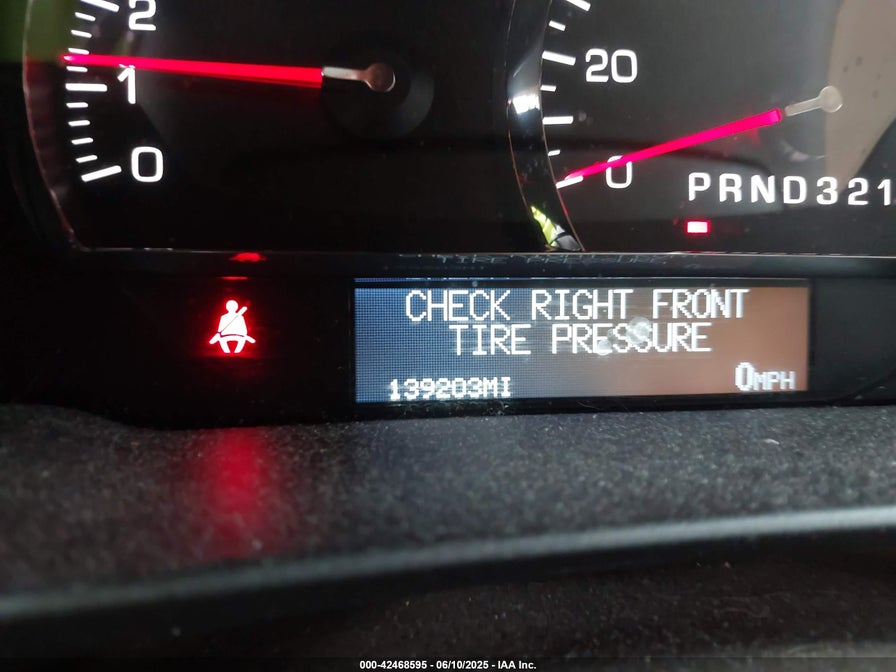 2
1
0
20
0
PRND321
CHECK RIGHT FRONT
TIRE PRESSURE
139203MI
0MPH
000-42468595 - 06/10/2025 - IAA Inc.